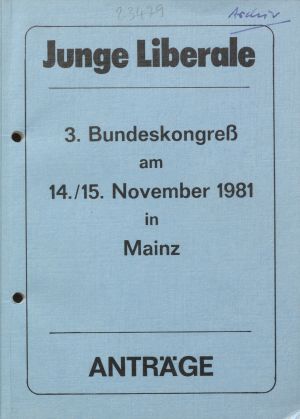 23479
Archiv
Junge Liberale
3. Bundeskongreß
am
14./15. November 1981
in
Mainz
ANTRÄGE